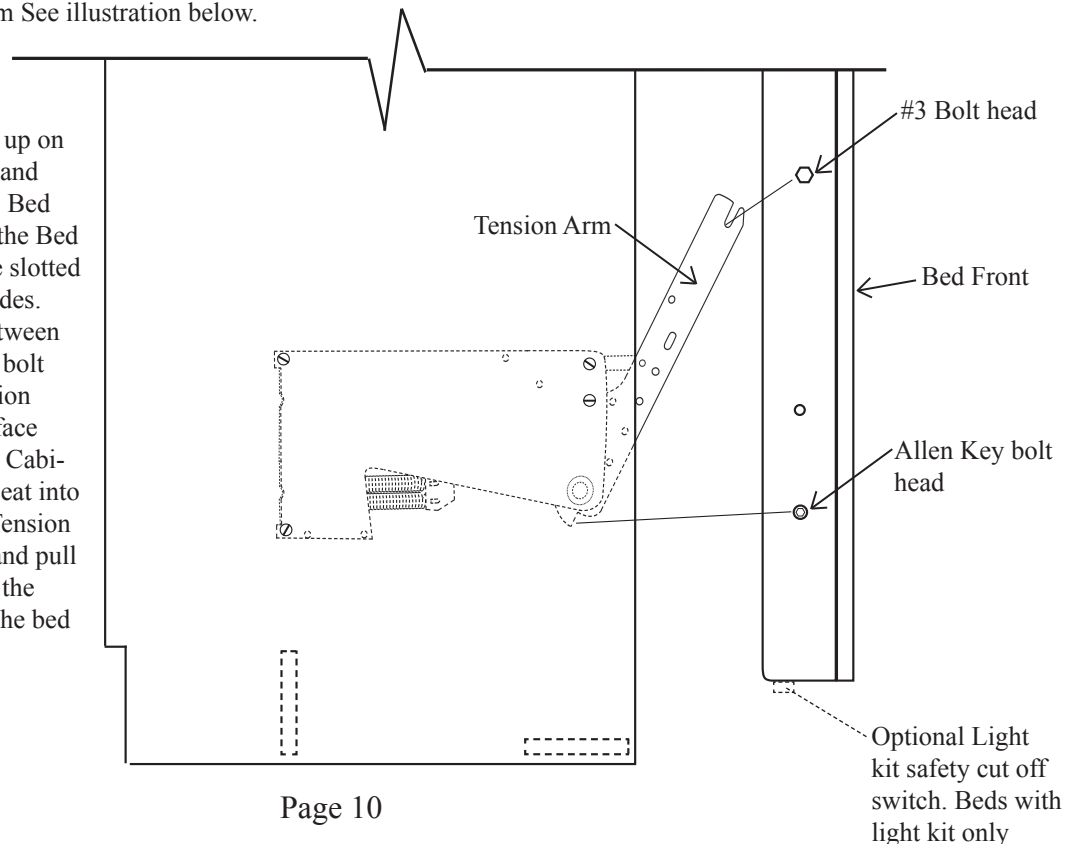 m See illustration below.
up on
and
Bed
the Bed
e slotted
des.
tween
bolt
ion
face
Cabi-
eat into
Tension
and pull
the
he bed
#3 Bolt head
Tension Arm
Bed Front
Allen Key bolt
head
Optional Light
kit safety cut off
switch. Beds with
light kit only
Page 10